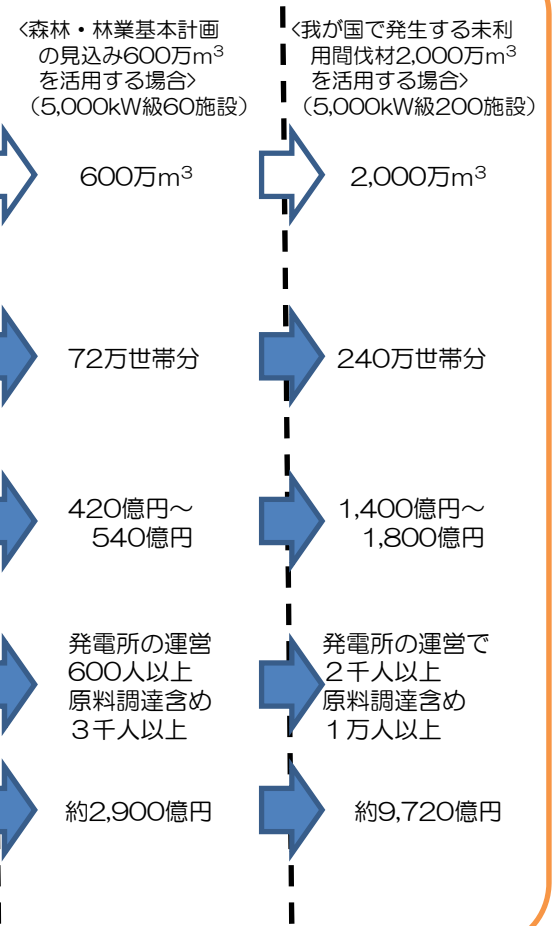 〈森林・林業基本計画
の見込み600万m³
を活用する場合〉
(5,000kW級60施設)
600万m³
72万世帯分
420億円～
540億円
発電所の運営
600人以上
原料調達含め
３千人以上
約2,900億円
〈我が国で発生する未利
用間伐材2,000万m³
を活用する場合〉
(5,000kW級200施設)
2,000万m³
240万世帯分
1,400億円～
1,800億円
発電所の運営で
２千人以上
原料調達含め
１万人以上
約9,720億円